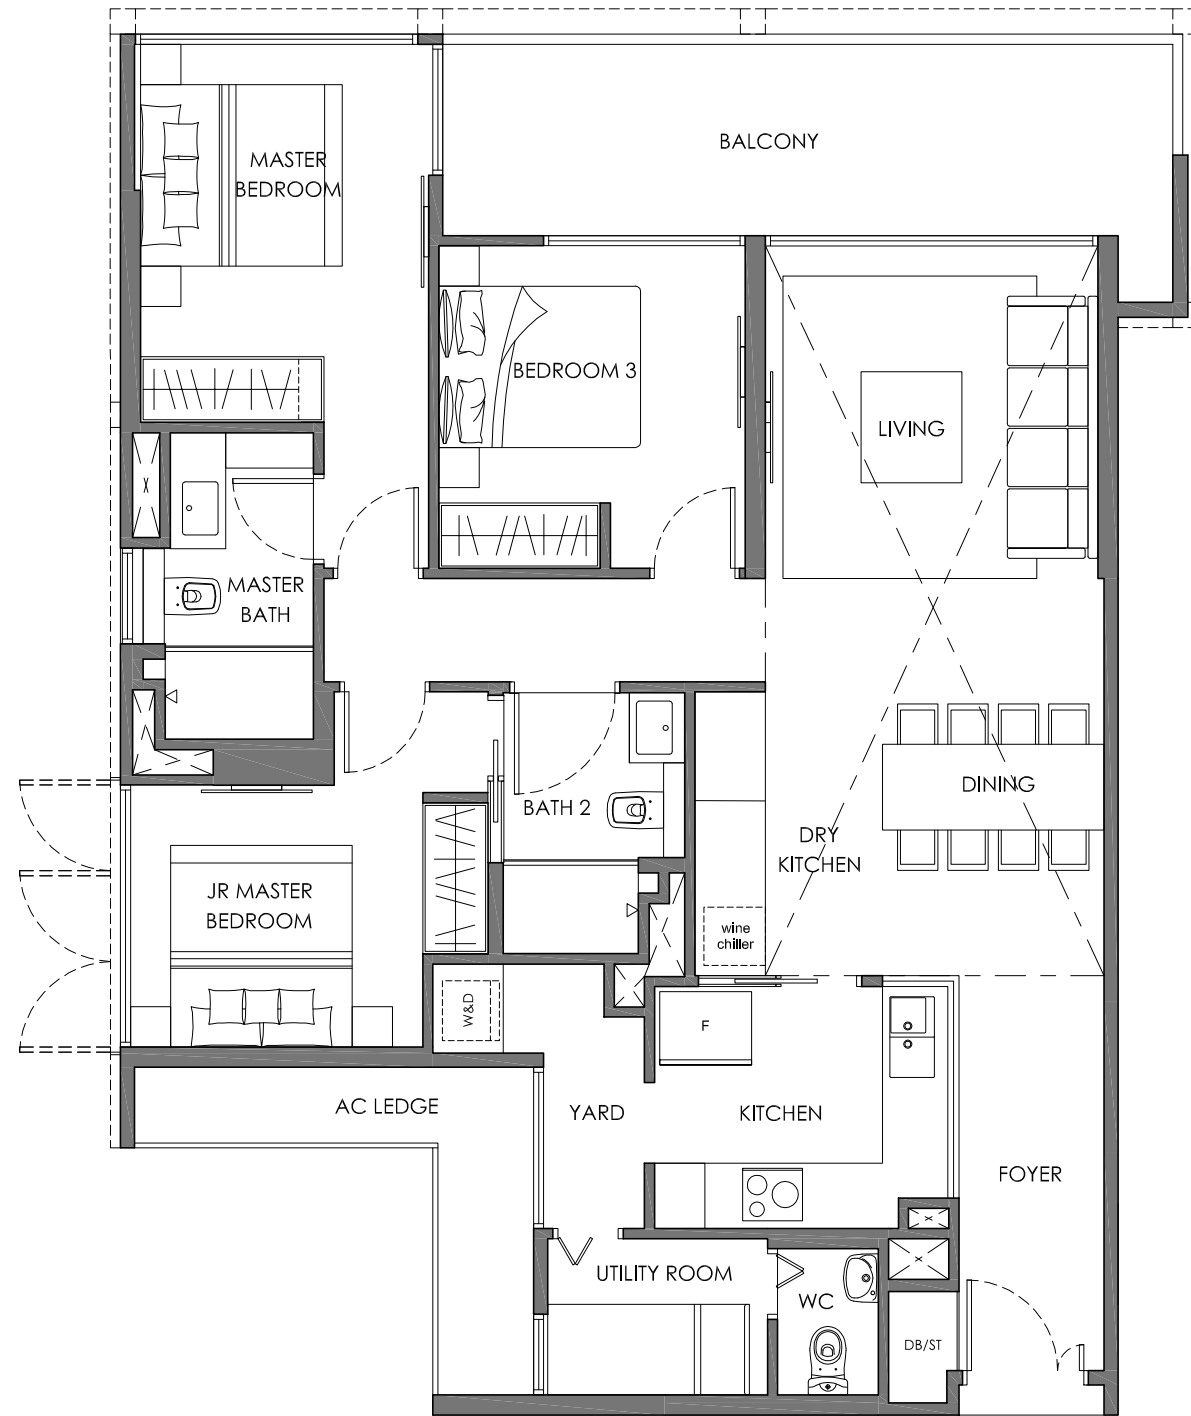 BALCONY
MASTER
BEDROOM
BEDROOM 3
LIVING
MASTER
BATH
DINING
BATH 2
DRY
KITCHEN
JR MASTER
BEDROOM
wine
chiller
W&D
F
AC LEDGE
YARD
KITCHEN
FOYER
UTILITY ROOM
WC
DB/ST